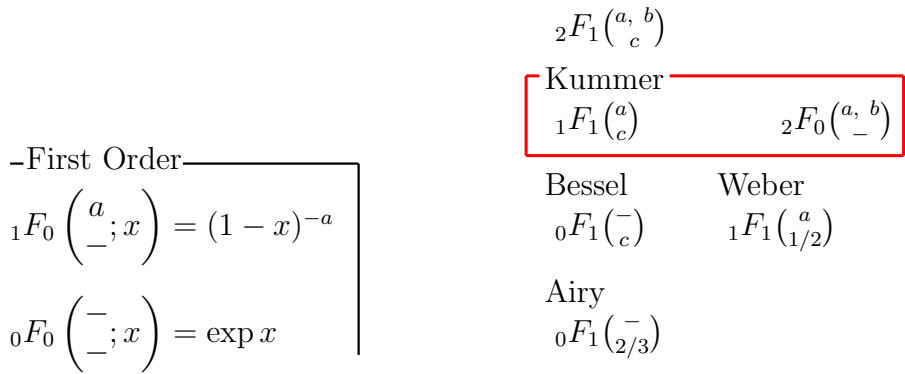 ₂F₁(a, b c)
Kummer
₁F₁(a c) ₂F₀(a, b −)
First Order
Bessel Weber
₁F₀(a −; x) = (1 − x)⁻ᵃ
₀F₁(− c) ₁F₁(a 1/2)
Airy
₀F₀(− −; x) = exp x
₀F₁(− 2/3)